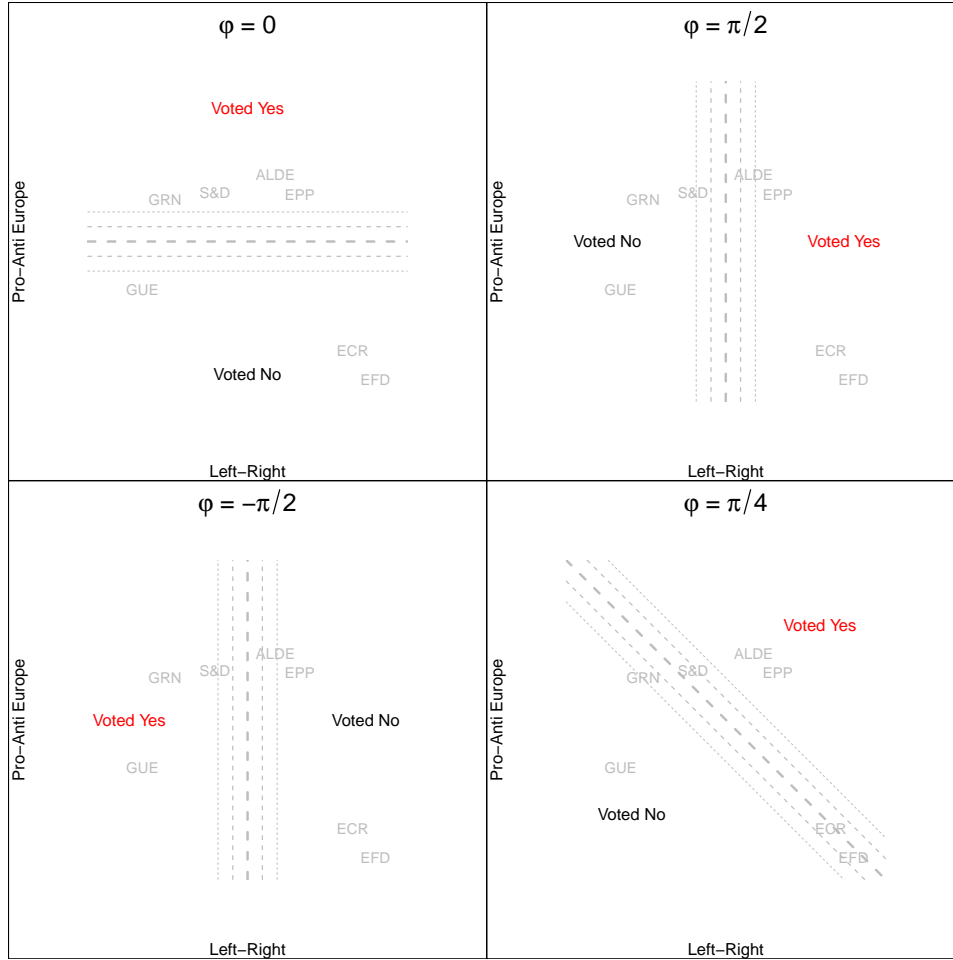 φ = 0
Voted Yes
ALDE
S&D
EPP
GRN
Pro−Anti Europe
GUE
ECR
Voted No
EFD
Left−Right
φ = π/2
ALDE
S&D
EPP
GRN
Voted No
Voted Yes
Pro−Anti Europe
GUE
ECR
EFD
Left−Right
φ = −π/2
ALDE
S&D
EPP
GRN
Voted Yes
Voted No
Pro−Anti Europe
GUE
ECR
EFD
Left−Right
φ = π/4
Voted Yes
ALDE
S&D
EPP
GRN
Pro−Anti Europe
GUE
Voted No
ECR
EFD
Left−Right